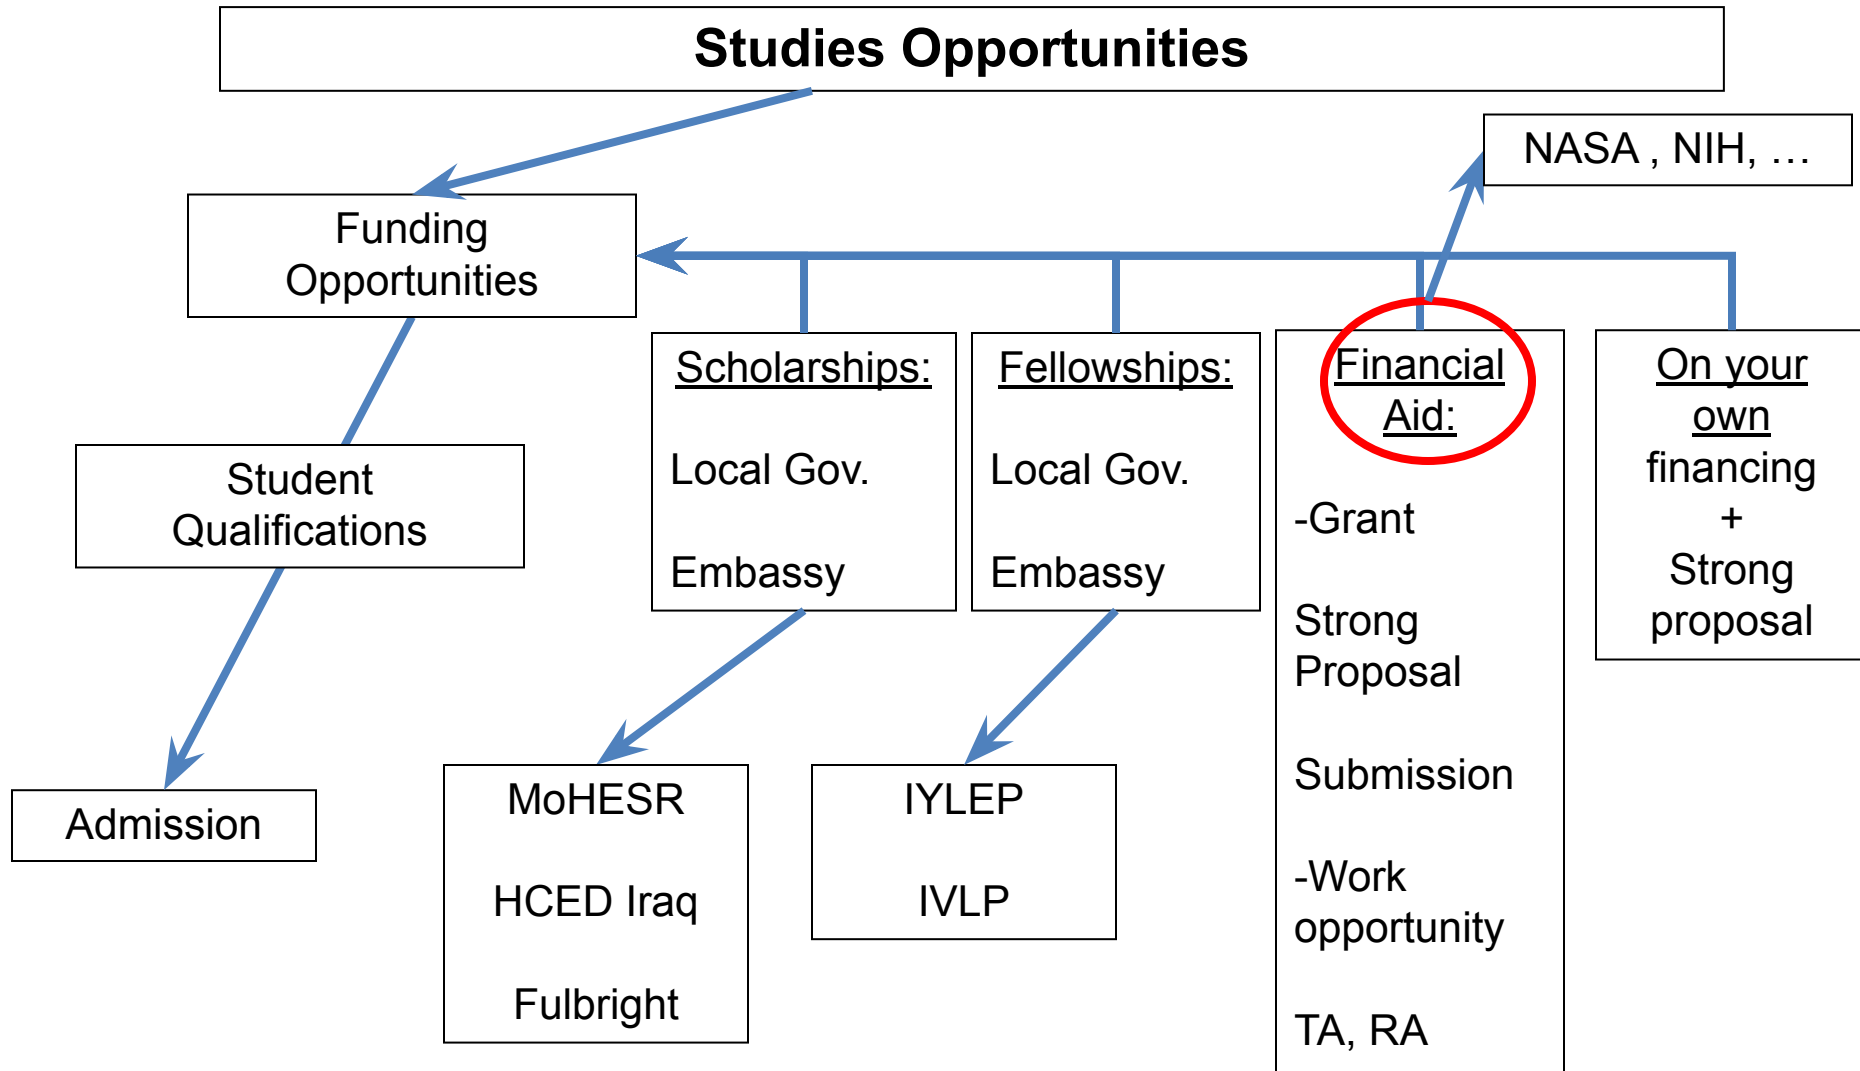 Studies Opportunities
NASA , NIH, …
Funding
Opportunities
Scholarships:
Local Gov.
Embassy
Fellowships:
Local Gov.
Embassy
Financial
Aid:
-Grant
Strong
Proposal
Submission
-Work
opportunity
TA, RA
On your
own
financing
+
Strong
proposal
Student
Qualifications
Admission
MoHESR
HCED Iraq
Fulbright
IYLEP
IVLP